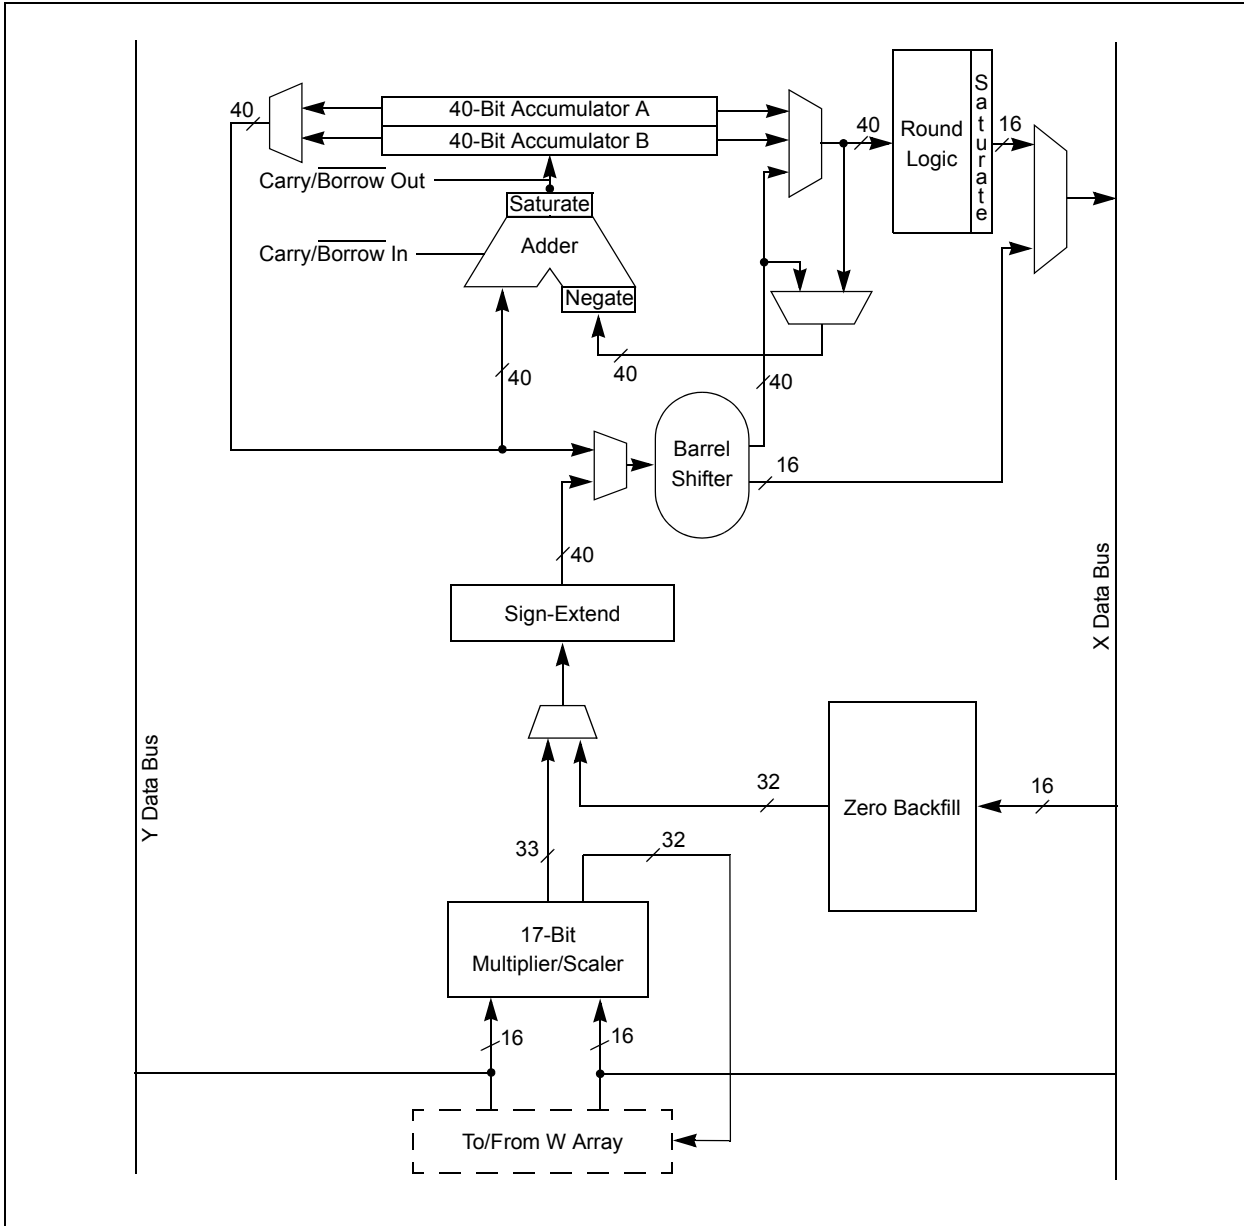 40
40-Bit Accumulator A
40-Bit Accumulator B
40
Round
Logic
Saturate
16
Carry/Borrow Out
Saturate
Carry/Borrow In
Adder
Negate
40
40
40
Barrel
Shifter
16
40
Sign-Extend
X Data Bus
Y Data Bus
32
Zero Backfill
16
33
32
17-Bit
Multiplier/Scaler
16
16
To/From W Array